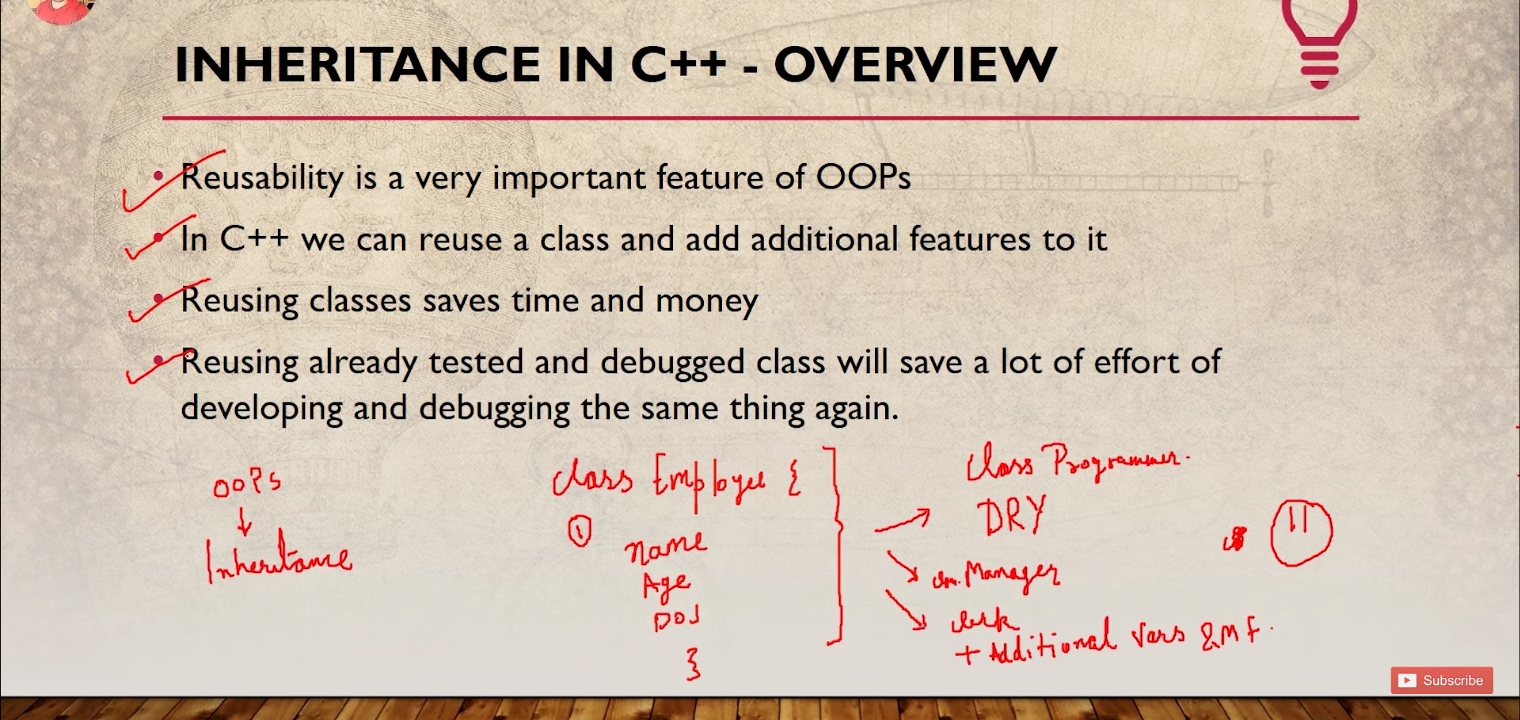 INHERITANCE IN C++ - OVERVIEW
• Reusability is a very important feature of OOPs
• In C++ we can reuse a class and add additional features to it
• Reusing classes saves time and money
• Reusing already tested and debugged class will save a lot of effort of
developing and debugging the same thing again.
OOPs
Inheritance
class Employee {
①
Name
Age
DOJ
}
Class Programmer.
DRY
Manager
Clerk
+ Additional Vars & MF.
Subscribe